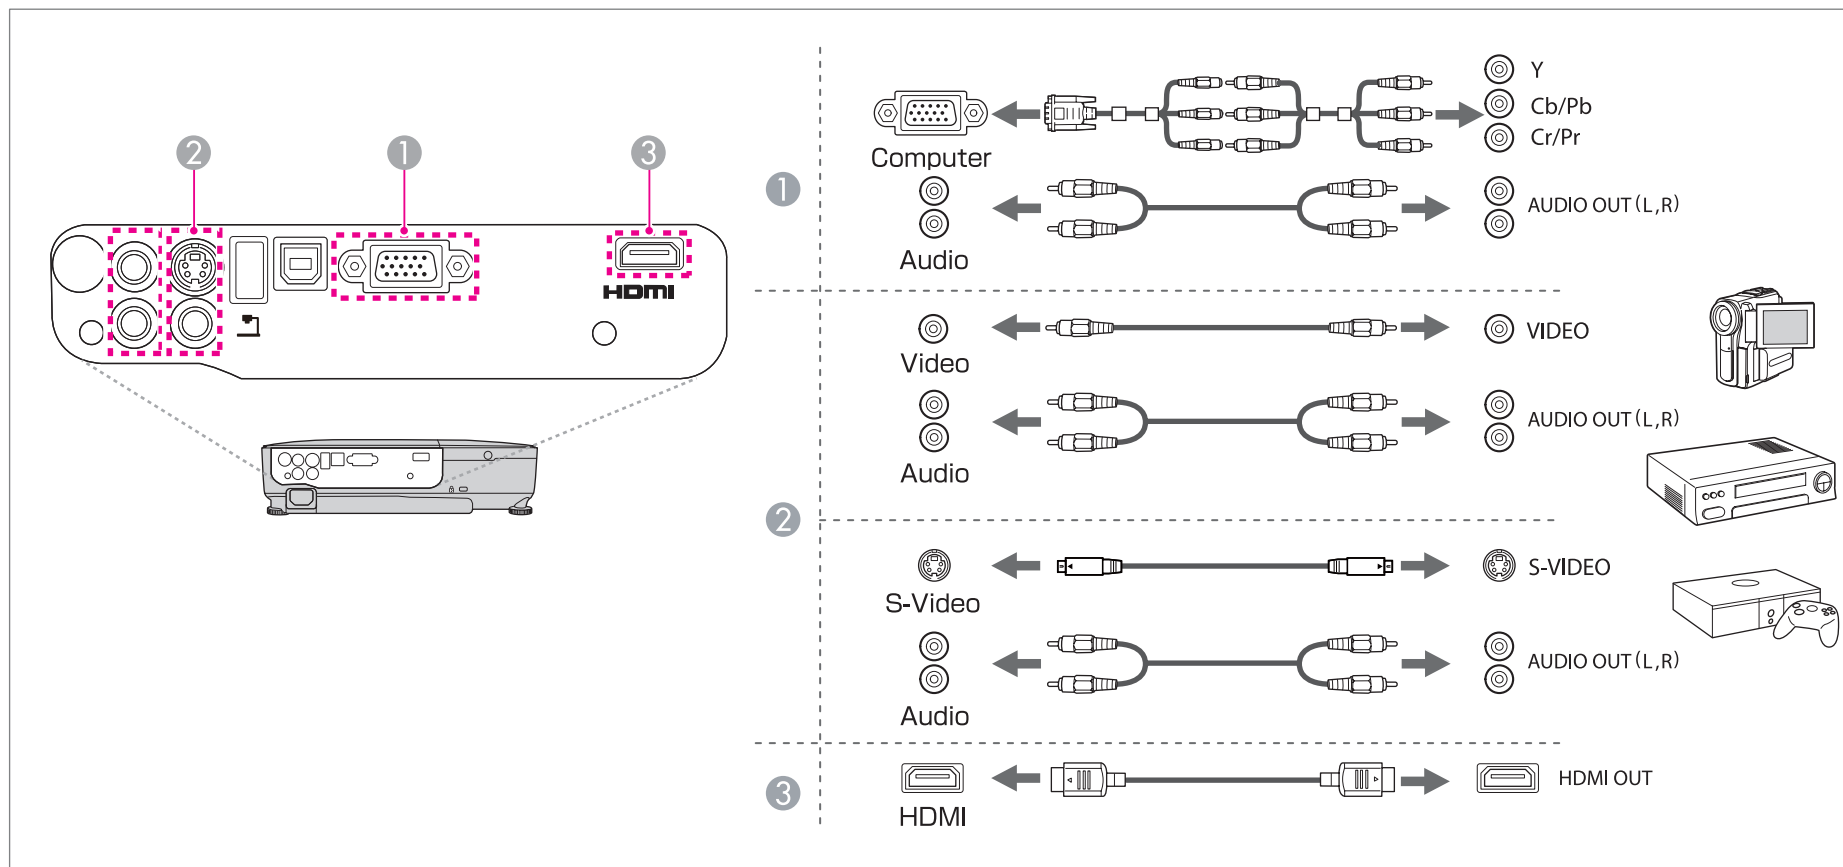 2
1
3
HDMI
1
Computer
Y
Cb/Pb
Cr/Pr
Audio
AUDIO OUT (L,R)
2
Video
VIDEO
Audio
AUDIO OUT (L,R)
S-Video
S-VIDEO
Audio
AUDIO OUT (L,R)
3
HDMI
HDMI OUT